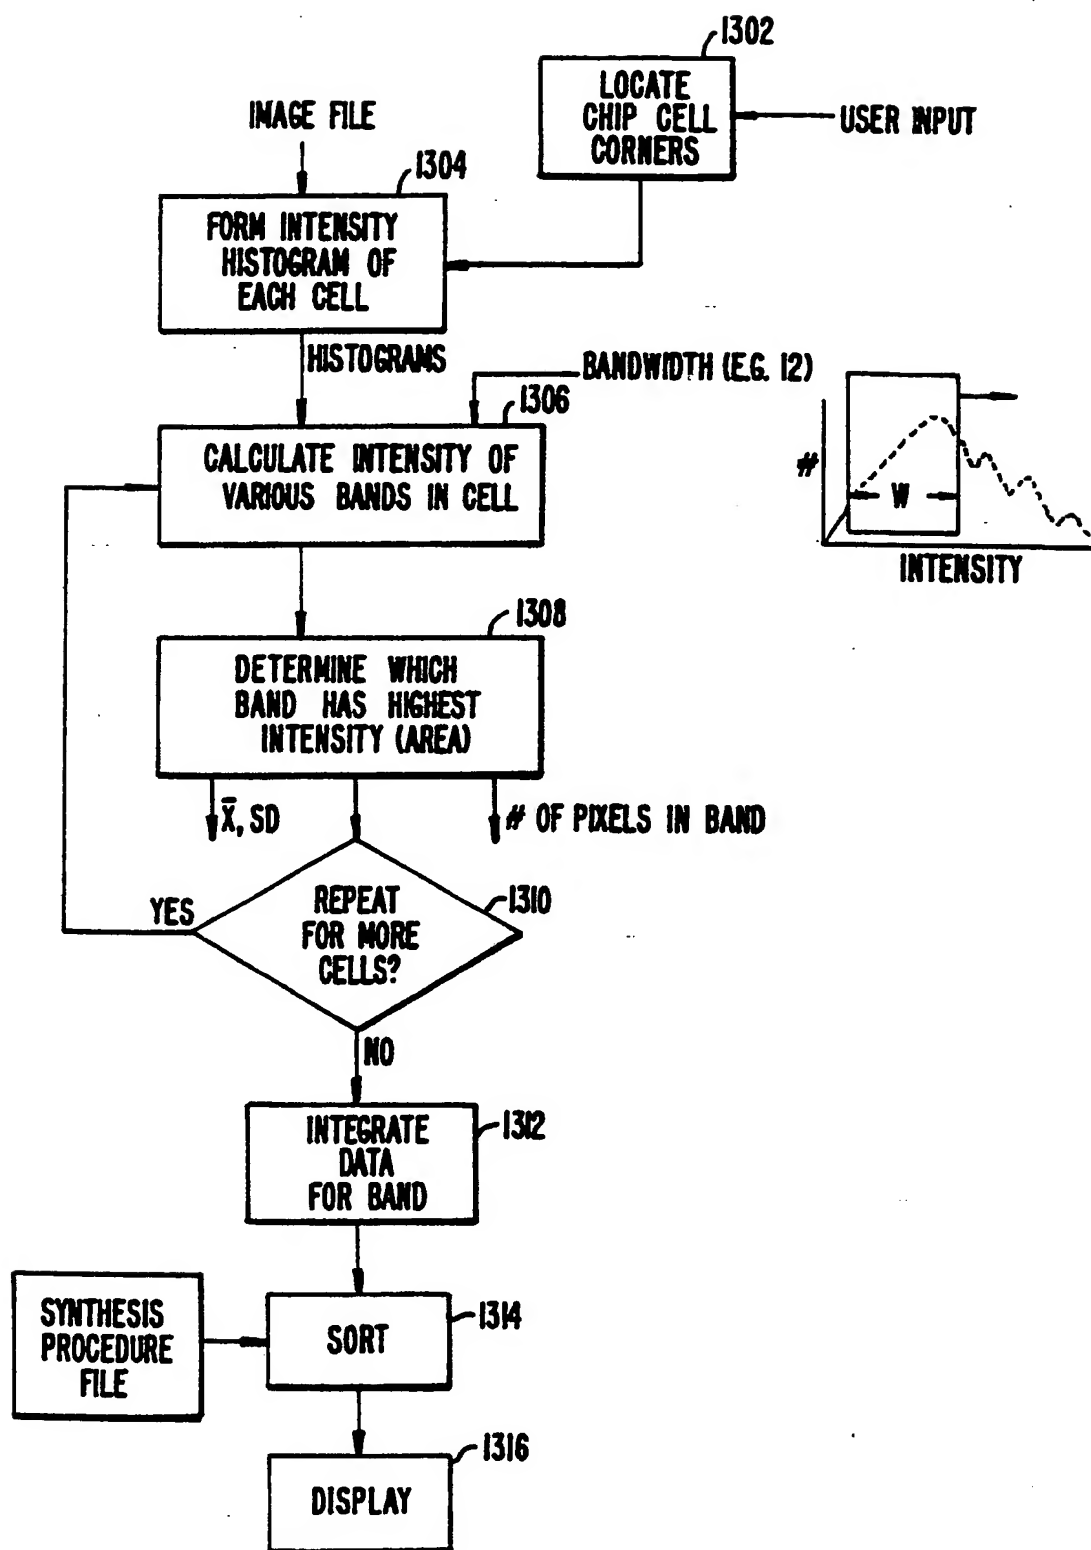 1302
LOCATE
CHIP CELL
CORNERS
USER INPUT
IMAGE FILE
1304
FORM INTENSITY
HISTOGRAM OF
EACH CELL
HISTOGRAMS
BANDWIDTH (E.G. 12)
1306
CALCULATE INTENSITY OF
VARIOUS BANDS IN CELL
#
W
INTENSITY
1308
DETERMINE WHICH
BAND HAS HIGHEST
INTENSITY (AREA)
X̄, SD
# OF PIXELS IN BAND
1310
REPEAT
FOR MORE
CELLS?
YES
NO
1312
INTEGRATE
DATA
FOR BAND
SYNTHESIS
PROCEDURE
FILE
1314
SORT
1316
DISPLAY